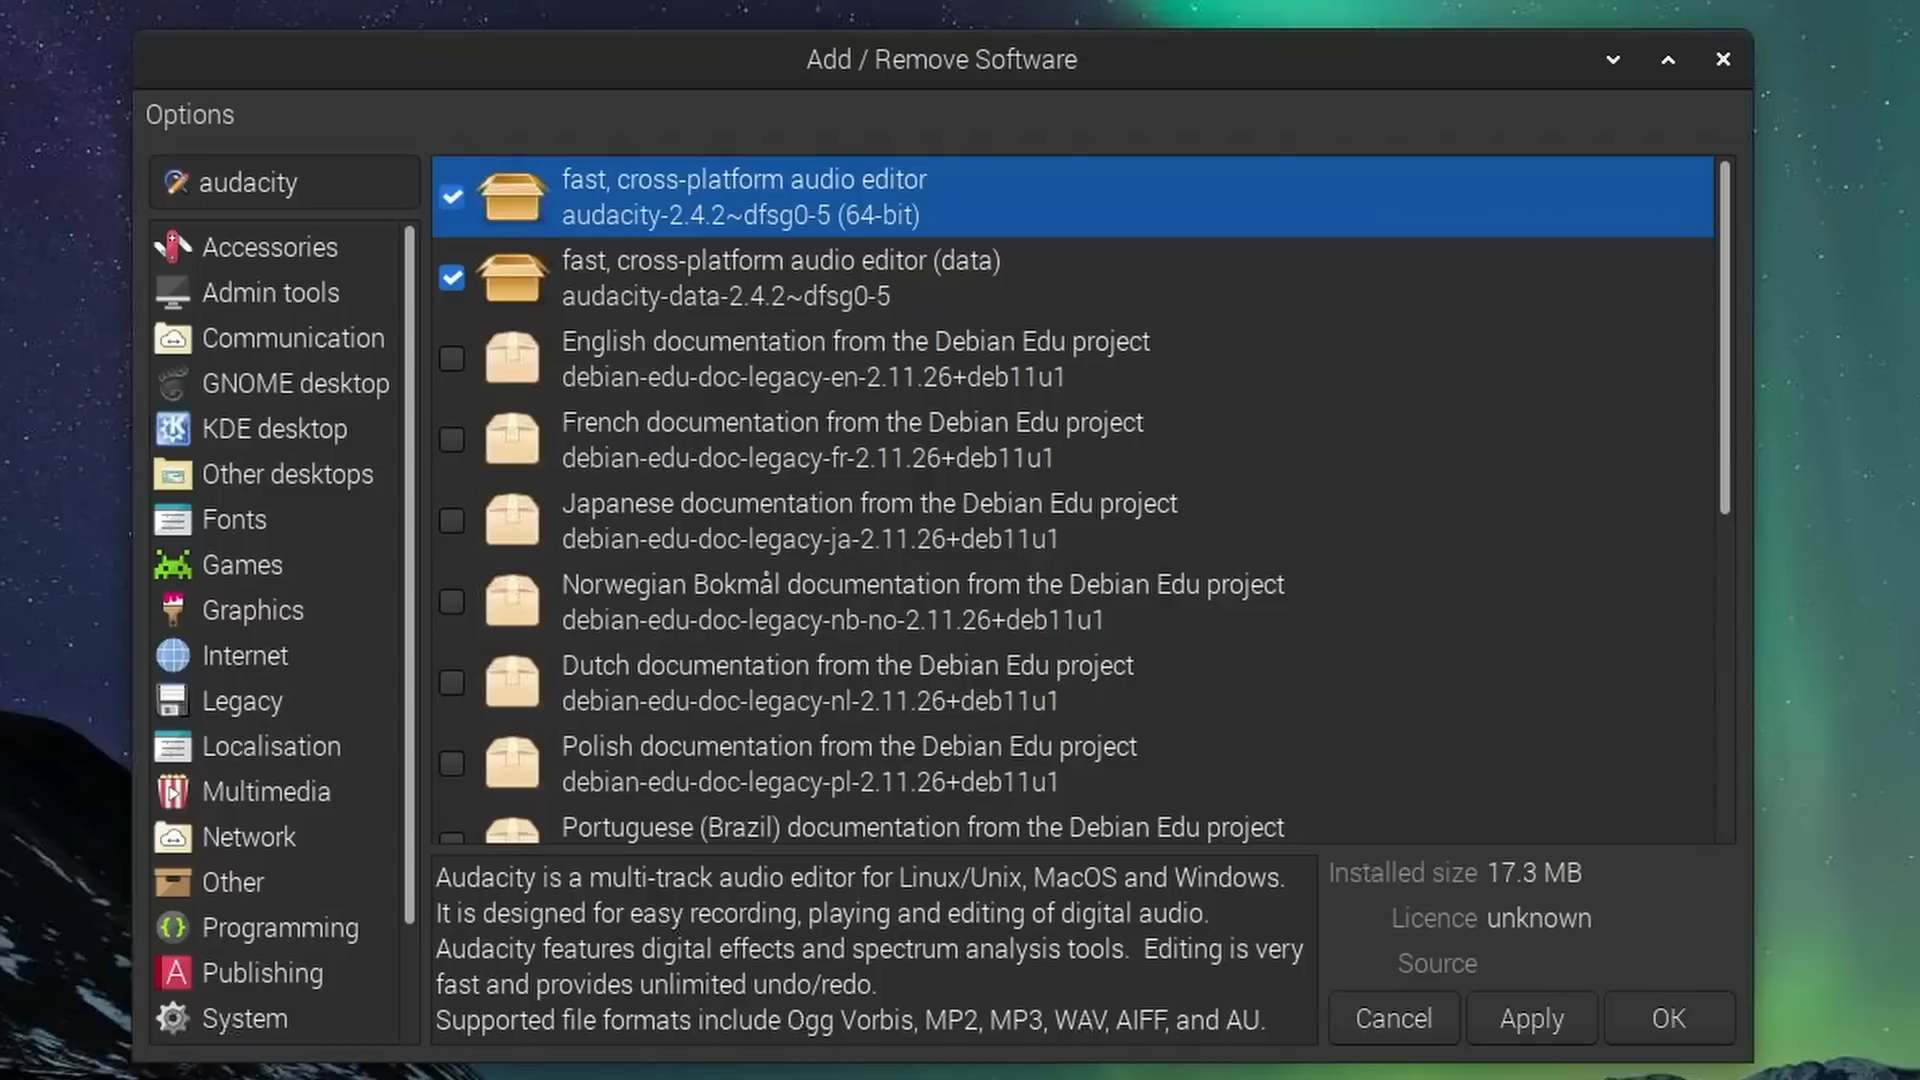 Add / Remove Software
Options
audacity
Accessories
Admin tools
Communication
GNOME desktop
KDE desktop
Other desktops
Fonts
Games
Graphics
Internet
Legacy
Localisation
Multimedia
Network
Other
Programming
Publishing
System
fast, cross-platform audio editor
audacity-2.4.2~dfsg0-5 (64-bit)
fast, cross-platform audio editor (data)
audacity-data-2.4.2~dfsg0-5
English documentation from the Debian Edu project
debian-edu-doc-legacy-en-2.11.26+deb11u1
French documentation from the Debian Edu project
debian-edu-doc-legacy-fr-2.11.26+deb11u1
Japanese documentation from the Debian Edu project
debian-edu-doc-legacy-ja-2.11.26+deb11u1
Norwegian Bokmål documentation from the Debian Edu project
debian-edu-doc-legacy-nb-no-2.11.26+deb11u1
Dutch documentation from the Debian Edu project
debian-edu-doc-legacy-nl-2.11.26+deb11u1
Polish documentation from the Debian Edu project
debian-edu-doc-legacy-pl-2.11.26+deb11u1
Portuguese (Brazil) documentation from the Debian Edu project
Audacity is a multi-track audio editor for Linux/Unix, MacOS and Windows.
It is designed for easy recording, playing and editing of digital audio.
Audacity features digital effects and spectrum analysis tools.  Editing is very
fast and provides unlimited undo/redo.
Supported file formats include Ogg Vorbis, MP2, MP3, WAV, AIFF, and AU.
Installed size 17.3 MB
Licence unknown
Source
Cancel
Apply
OK